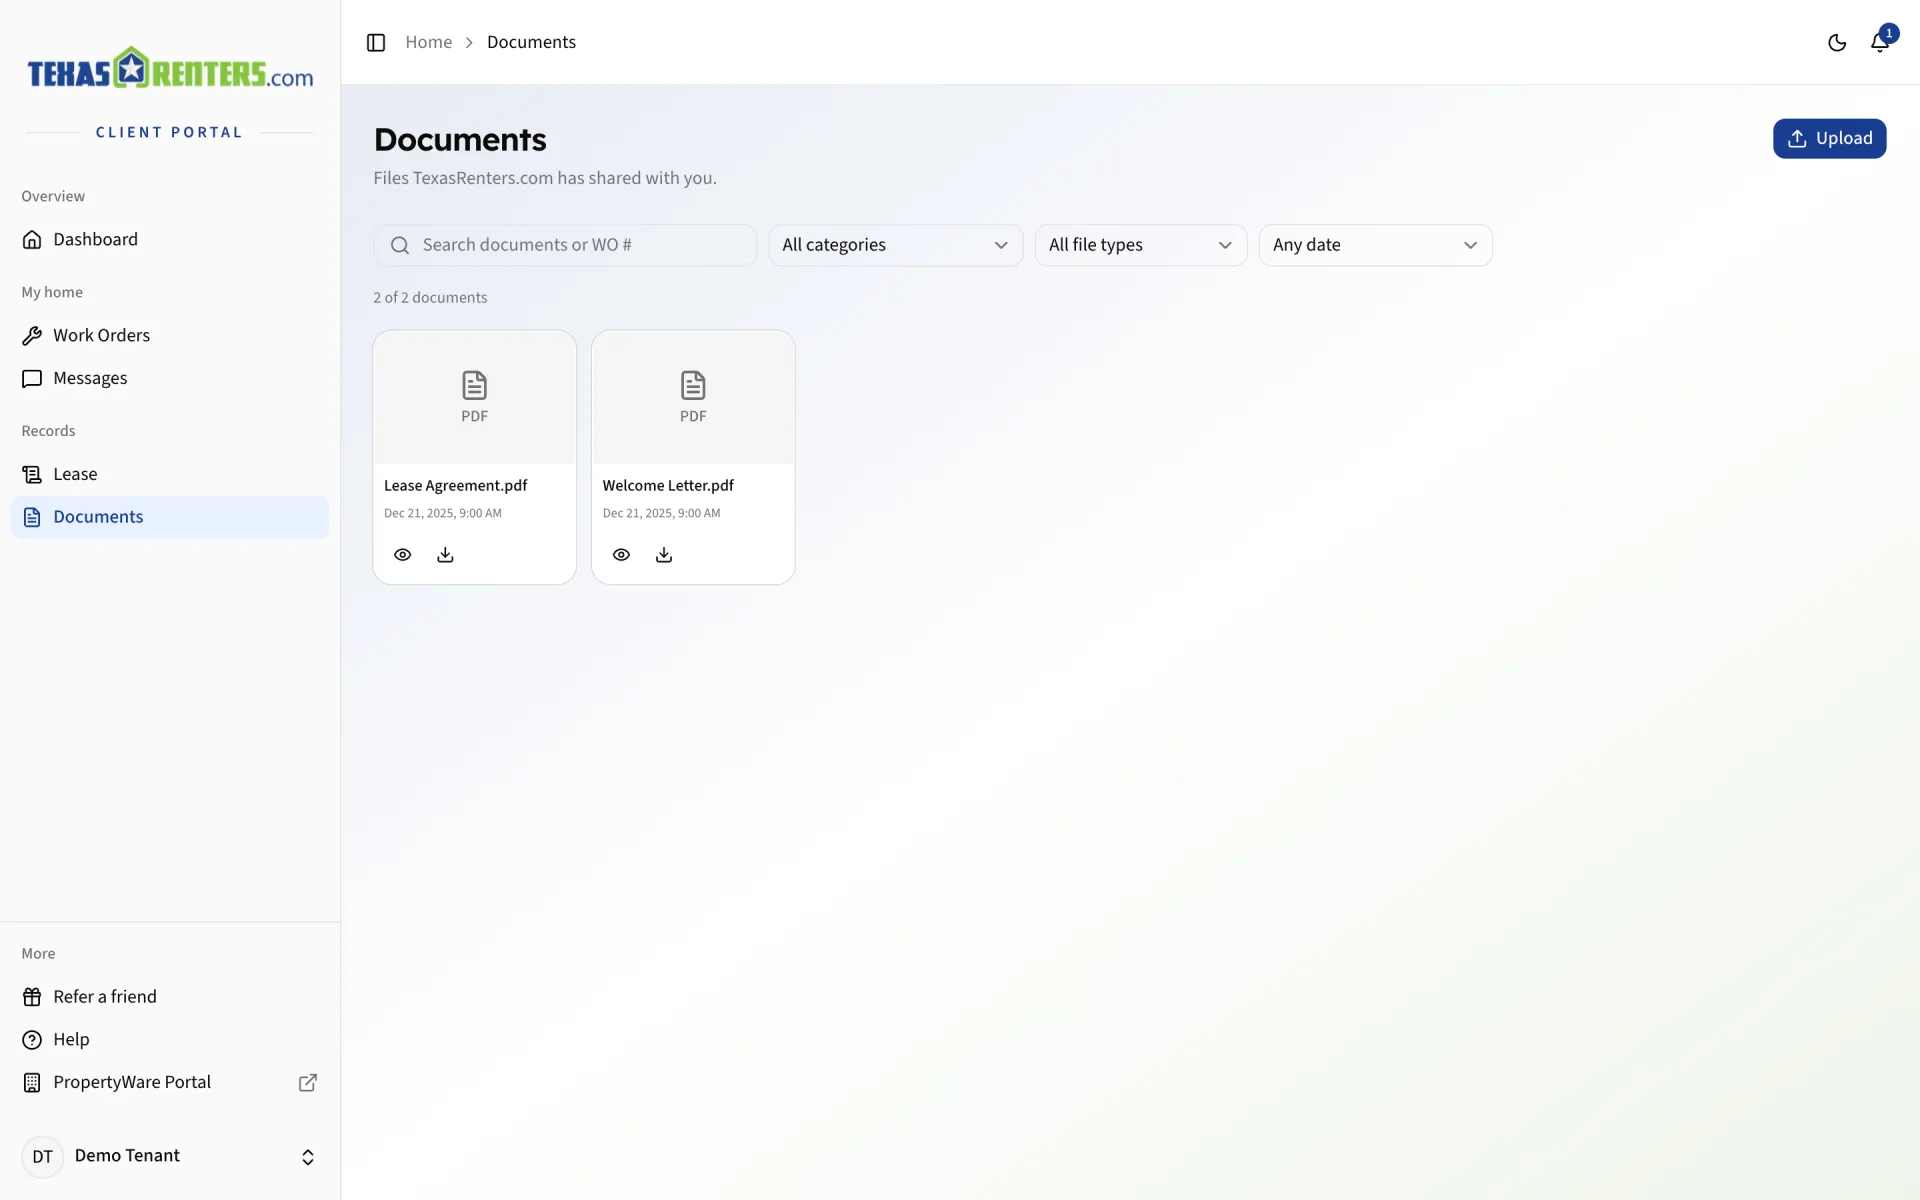 TEXAS RENTERS.com
CLIENT PORTAL
Overview
Dashboard
My home
Work Orders
Messages
Records
Lease
Documents
More
Refer a friend
Help
PropertyWare Portal
DT
Demo Tenant
Home
Documents
1
Documents
Upload
Files TexasRenters.com has shared with you.
Search documents or WO #
All categories
All file types
Any date
2 of 2 documents
PDF
Lease Agreement.pdf
Dec 21, 2025, 9:00 AM
PDF
Welcome Letter.pdf
Dec 21, 2025, 9:00 AM